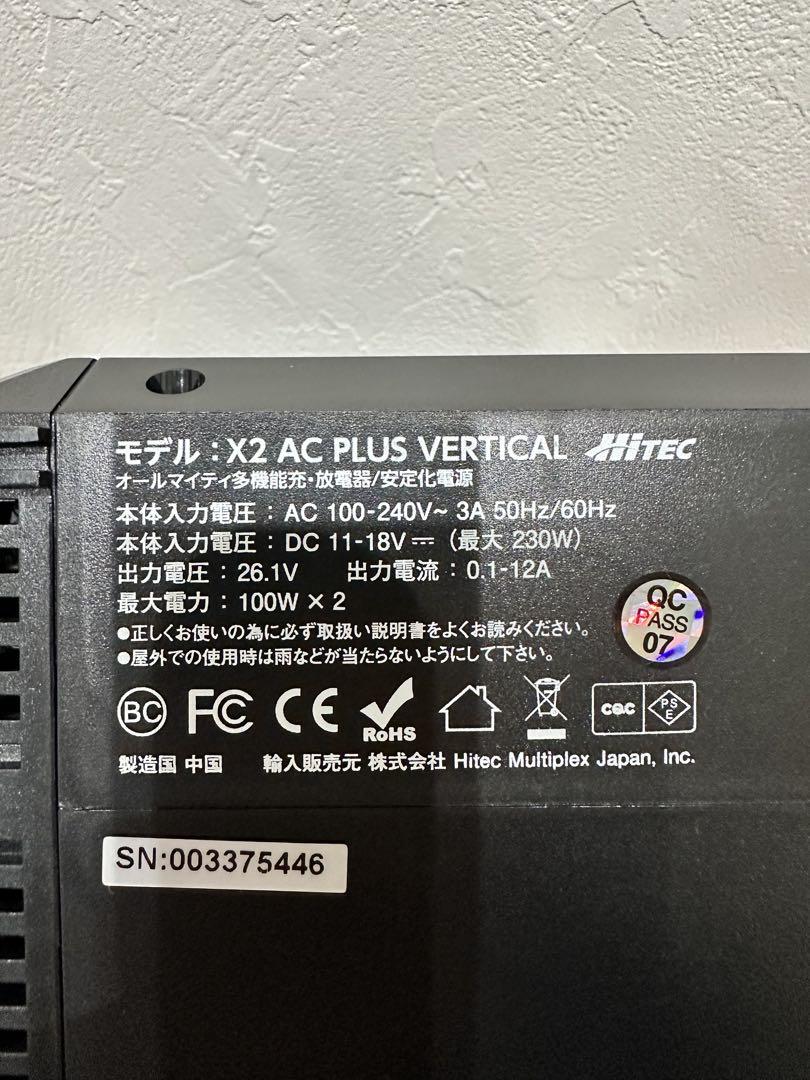 モデル：X2 AC PLUS VERTICAL HiTEC
オールマイティ多機能充・放電器/安定化電源
本体入力電圧：AC 100-240V~ 3A 50Hz/60Hz
本体入力電圧：DC 11-18V⎓（最大 230W）
出力電圧：26.1V 出力電流：0.1-12A
最大電力：100W × 2
●正しくお使いの為に必ず取扱い説明書をよくお読みください。
●屋外での使用時は雨などが当たらないようにして下さい。
QC
PASS
07
BC FC CE RoHS CQC PSE
製造国 中国 輸入販売元 株式会社 Hitec Multiplex Japan, Inc.
SN:003375446